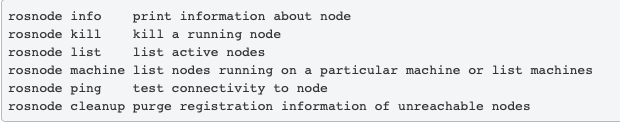 rosnode info    print information about node
rosnode kill    kill a running node
rosnode list    list active nodes
rosnode machine list nodes running on a particular machine or list machines
rosnode ping    test connectivity to node
rosnode cleanup purge registration information of unreachable nodes